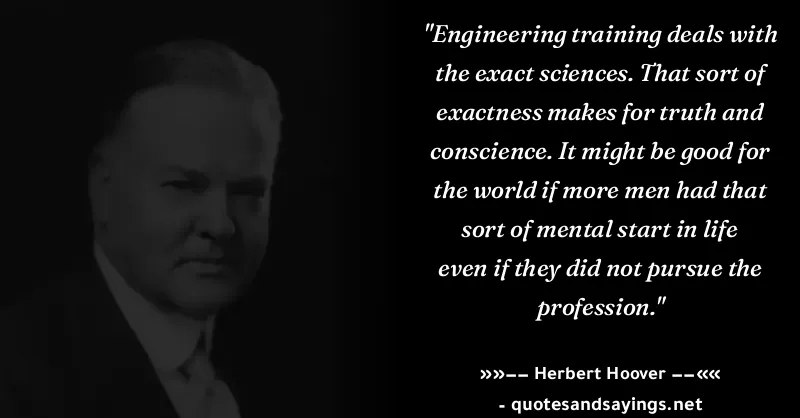 "Engineering training deals with
the exact sciences. That sort of
exactness makes for truth and
conscience. It might be good for
the world if more men had that
sort of mental start in life
even if they did not pursue the
profession."
»»–– Herbert Hoover ––««
- quotesandsayings.net